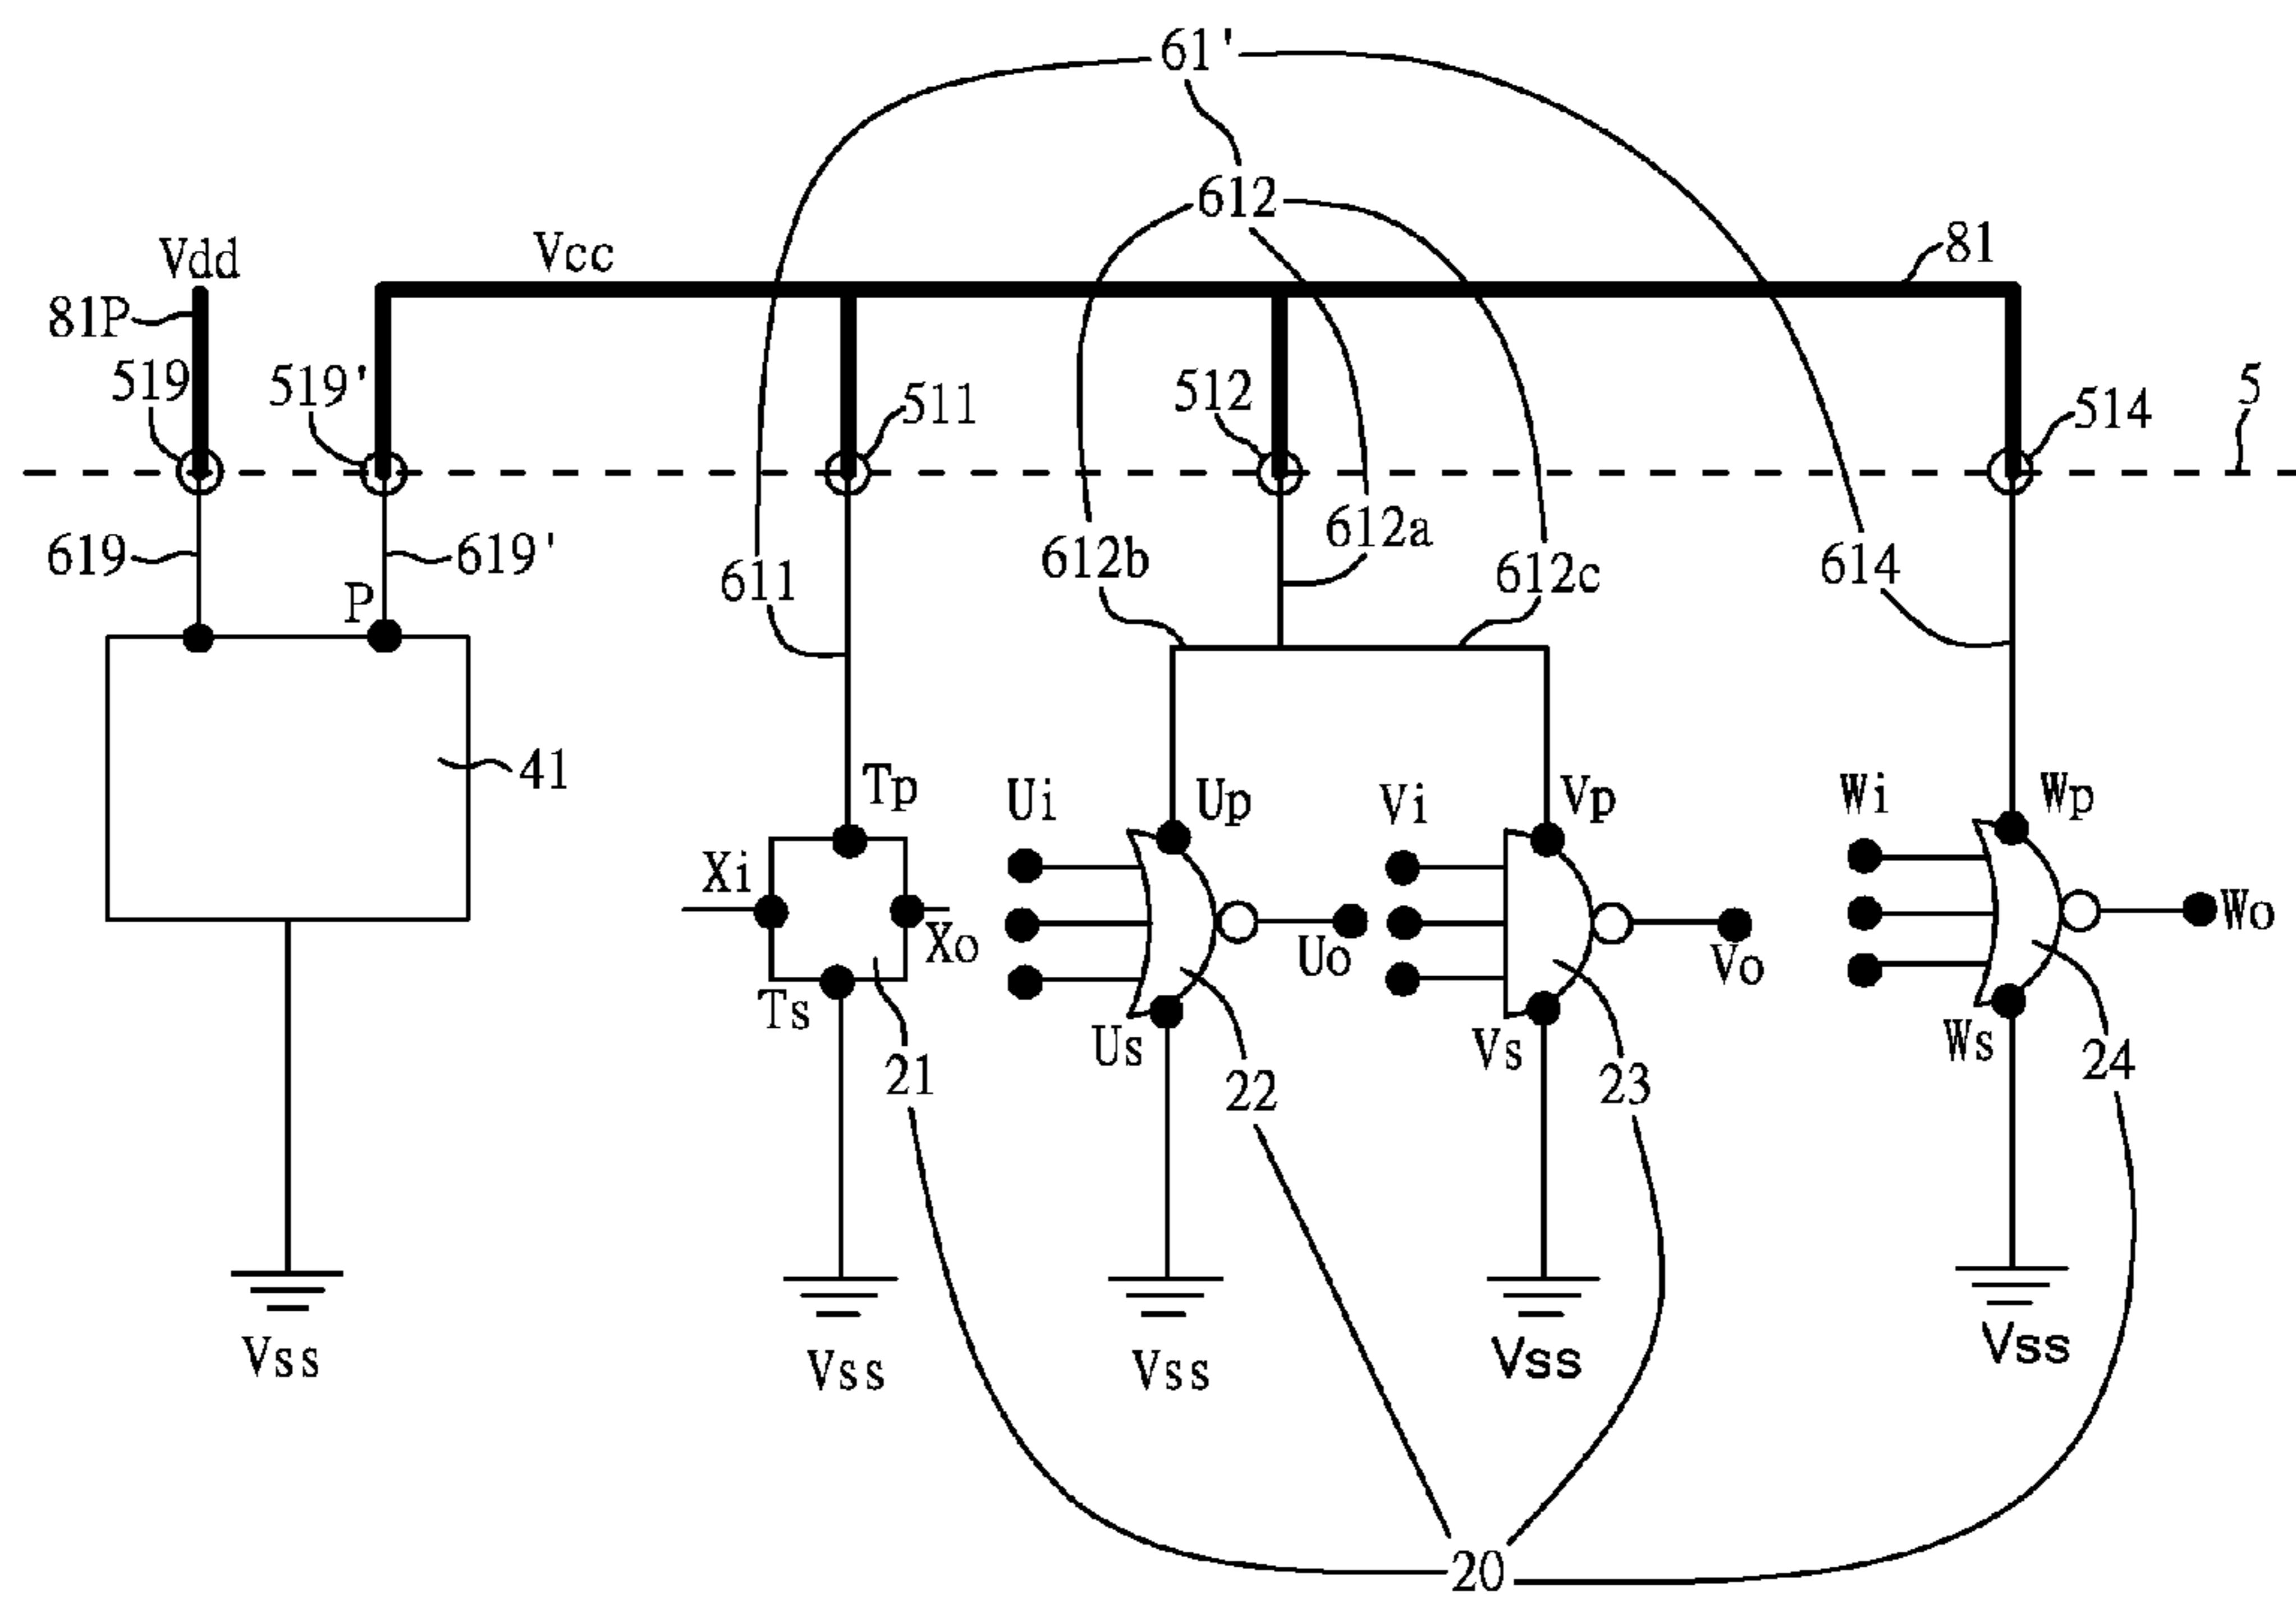 61'
612
81
Vdd
Vcc
81P
519
519'
511
512
5
514
619
619'
611
612b
612a
612c
614
P
41
Tp
Ui
Up
Vi
Vp
Wi
Wp
Xi
Xo
Uo
Vo
Wo
Ts
Us
Vs
Ws
21
22
23
24
Vss
Vss
Vss
Vss
Vss
20